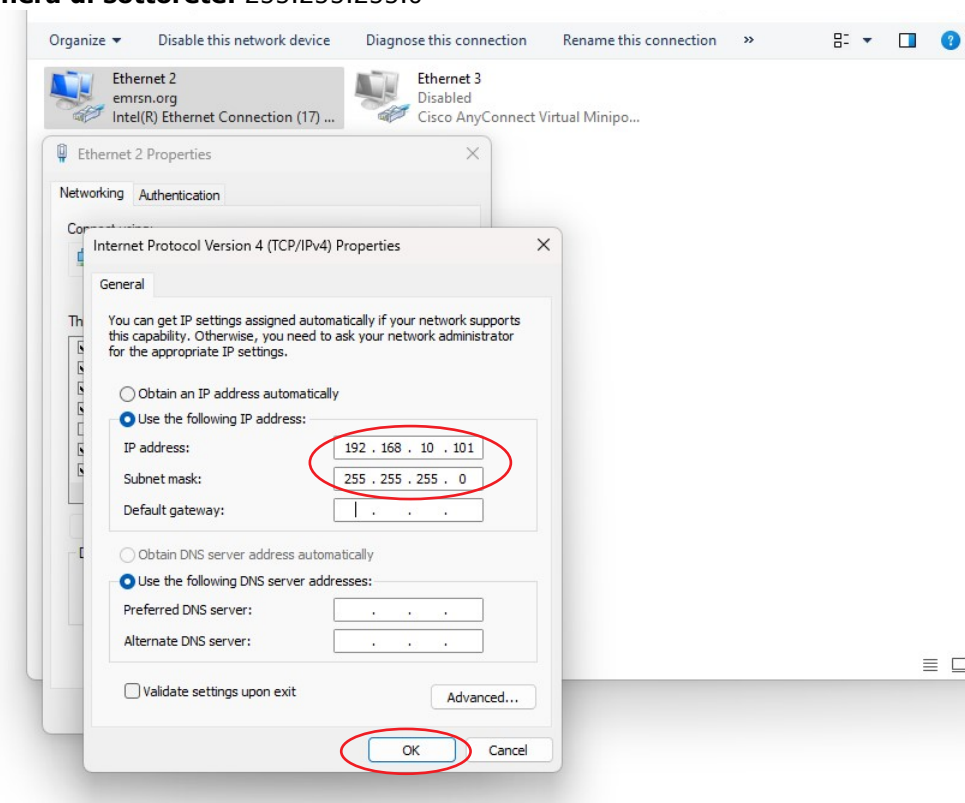 255.255.255.0
Organize Disable this network device Diagnose this connection Rename this connection »
Ethernet 2
emrsn.org
Intel(R) Ethernet Connection (17) ...
Ethernet 3
Disabled
Cisco AnyConnect Virtual Minipo...
Ethernet 2 Properties
Networking Authentication
Internet Protocol Version 4 (TCP/IPv4) Properties
General
You can get IP settings assigned automatically if your network supports
this capability. Otherwise, you need to ask your network administrator
for the appropriate IP settings.
Obtain an IP address automatically
Use the following IP address:
IP address: 192 . 168 . 10 . 101
Subnet mask: 255 . 255 . 255 . 0
Default gateway: . . .
Obtain DNS server address automatically
Use the following DNS server addresses:
Preferred DNS server: . . .
Alternate DNS server: . . .
Validate settings upon exit
Advanced...
OK Cancel